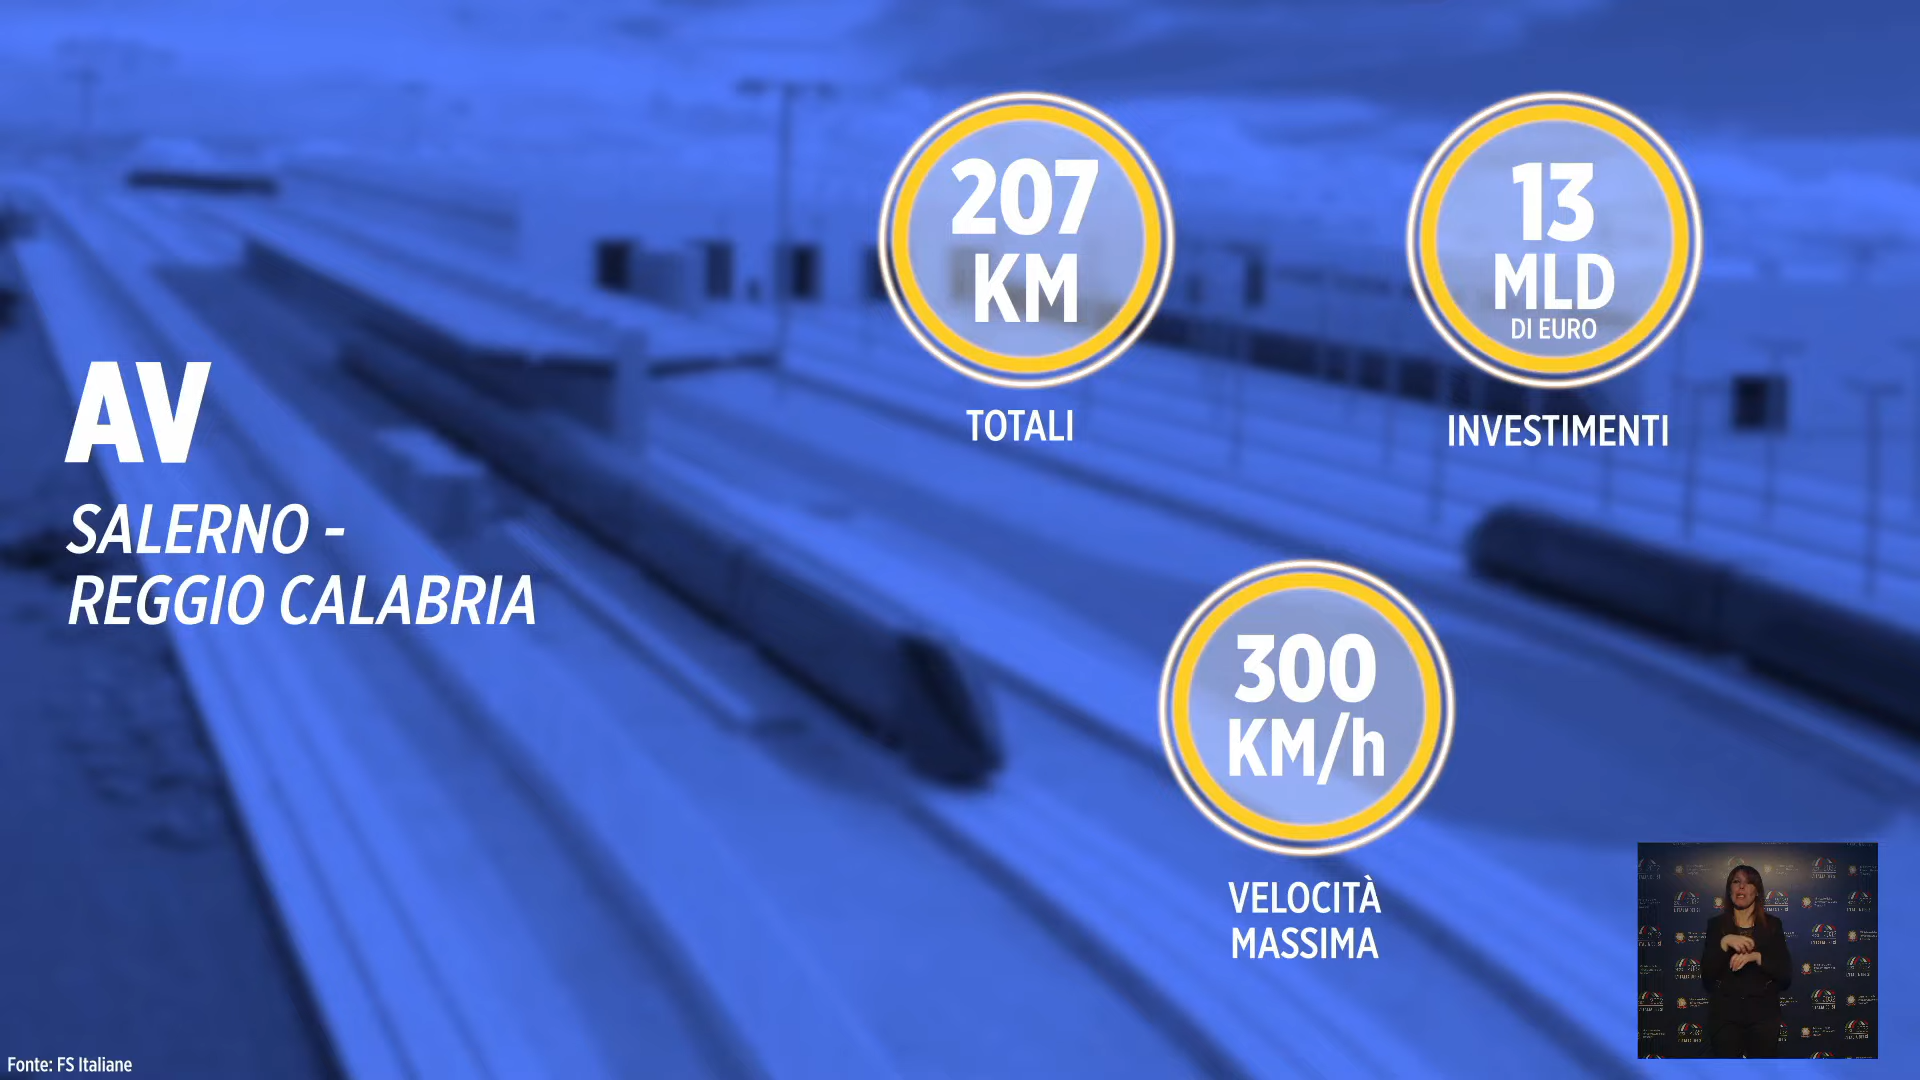 AV
SALERNO -
REGGIO CALABRIA
207
KM
TOTALI
13
MLD
DI EURO
INVESTIMENTI
300
KM/h
VELOCITÀ
MASSIMA
Fonte: FS Italiane